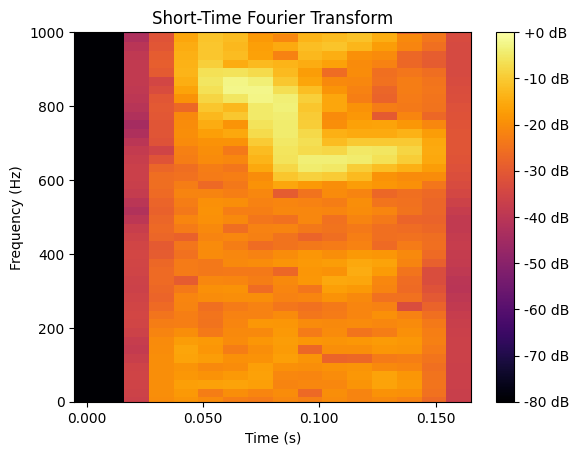 Short-Time Fourier Transform
1000
800
600
400
200
0
Frequency (Hz)
0.000
0.050
0.100
0.150
Time (s)
+0 dB
-10 dB
-20 dB
-30 dB
-40 dB
-50 dB
-60 dB
-70 dB
-80 dB